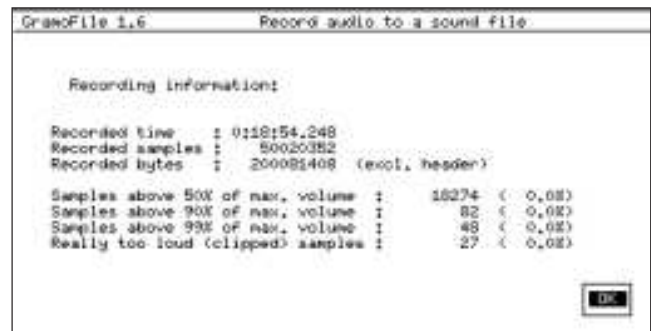 GramoFile 1.6 Record audio to a sound file
Recording information:
Recorded time : 0:18:54.248
Recorded samples : 50020352
Recorded bytes : 200081408 (excl. header)
Samples above 50% of max. volume : 18274 ( 0.0%)
Samples above 90% of max. volume : 82 ( 0.0%)
Samples above 99% of max. volume : 48 ( 0.0%)
Really too loud (clipped) samples : 27 ( 0.0%)
OK